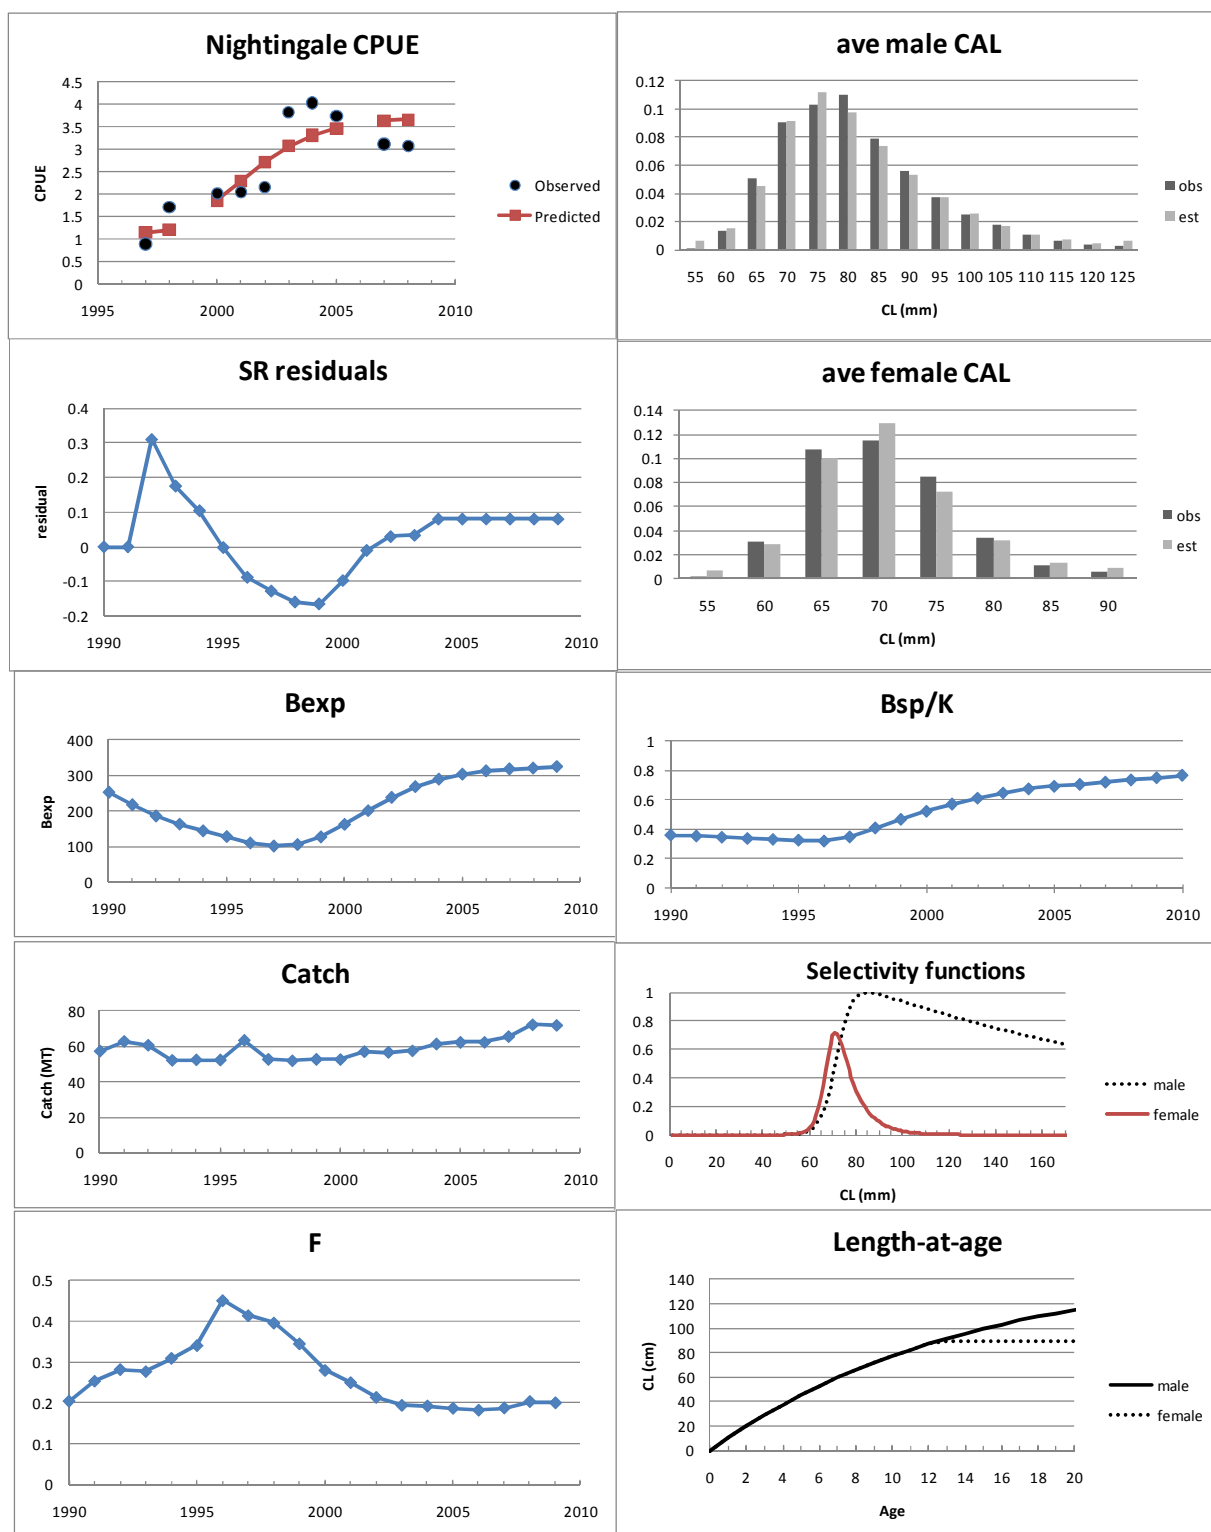 Nightingale CPUE
4.5
4
3.5
3
2.5
2
1.5
1
0.5
0
CPUE
1995 2000 2005 2010
Observed
Predicted
ave male CAL
0.12
0.1
0.08
0.06
0.04
0.02
0
55 60 65 70 75 80 85 90 95 100 105 110 115 120 125
CL (mm)
obs
est
SR residuals
0.4
0.3
0.2
0.1
0
-0.1
-0.2
residual
1990 1995 2000 2005 2010
ave female CAL
0.14
0.12
0.1
0.08
0.06
0.04
0.02
0
55 60 65 70 75 80 85 90
CL (mm)
obs
est
Bexp
400
300
200
100
0
Bexp
1990 1995 2000 2005 2010
Bsp/K
1
0.8
0.6
0.4
0.2
0
1990 1995 2000 2005 2010
Catch
80
60
40
20
0
Catch (MT)
1990 1995 2000 2005 2010
Selectivity functions
1
0.8
0.6
0.4
0.2
0
0 20 40 60 80 100 120 140 160
CL (mm)
male
female
F
0.5
0.4
0.3
0.2
0.1
0
1990 1995 2000 2005 2010
Length-at-age
140
120
100
80
60
40
20
0
CL (cm)
0 2 4 6 8 10 12 14 16 18 20
Age
male
female